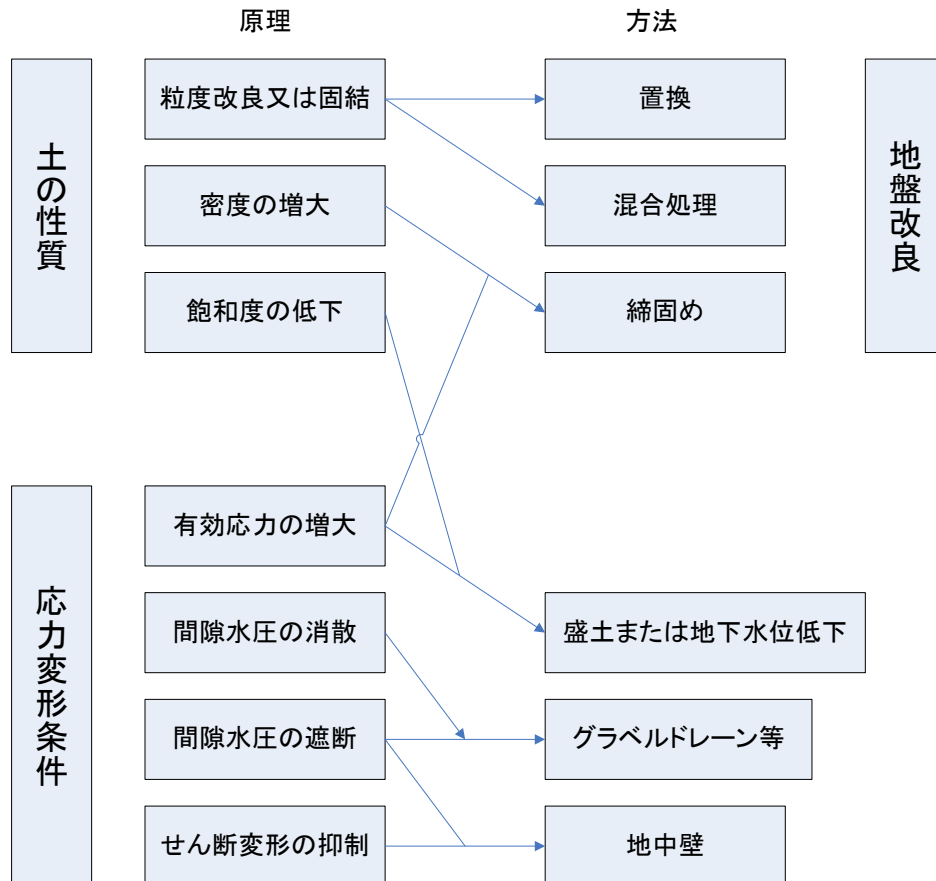 原理
方法
土の性質
粒度改良又は固結
置換
地盤改良
密度の増大
混合処理
飽和度の低下
締固め
応力変形条件
有効応力の増大
間隙水圧の消散
盛土または地下水位低下
間隙水圧の遮断
グラベルドレーン等
せん断変形の抑制
地中壁